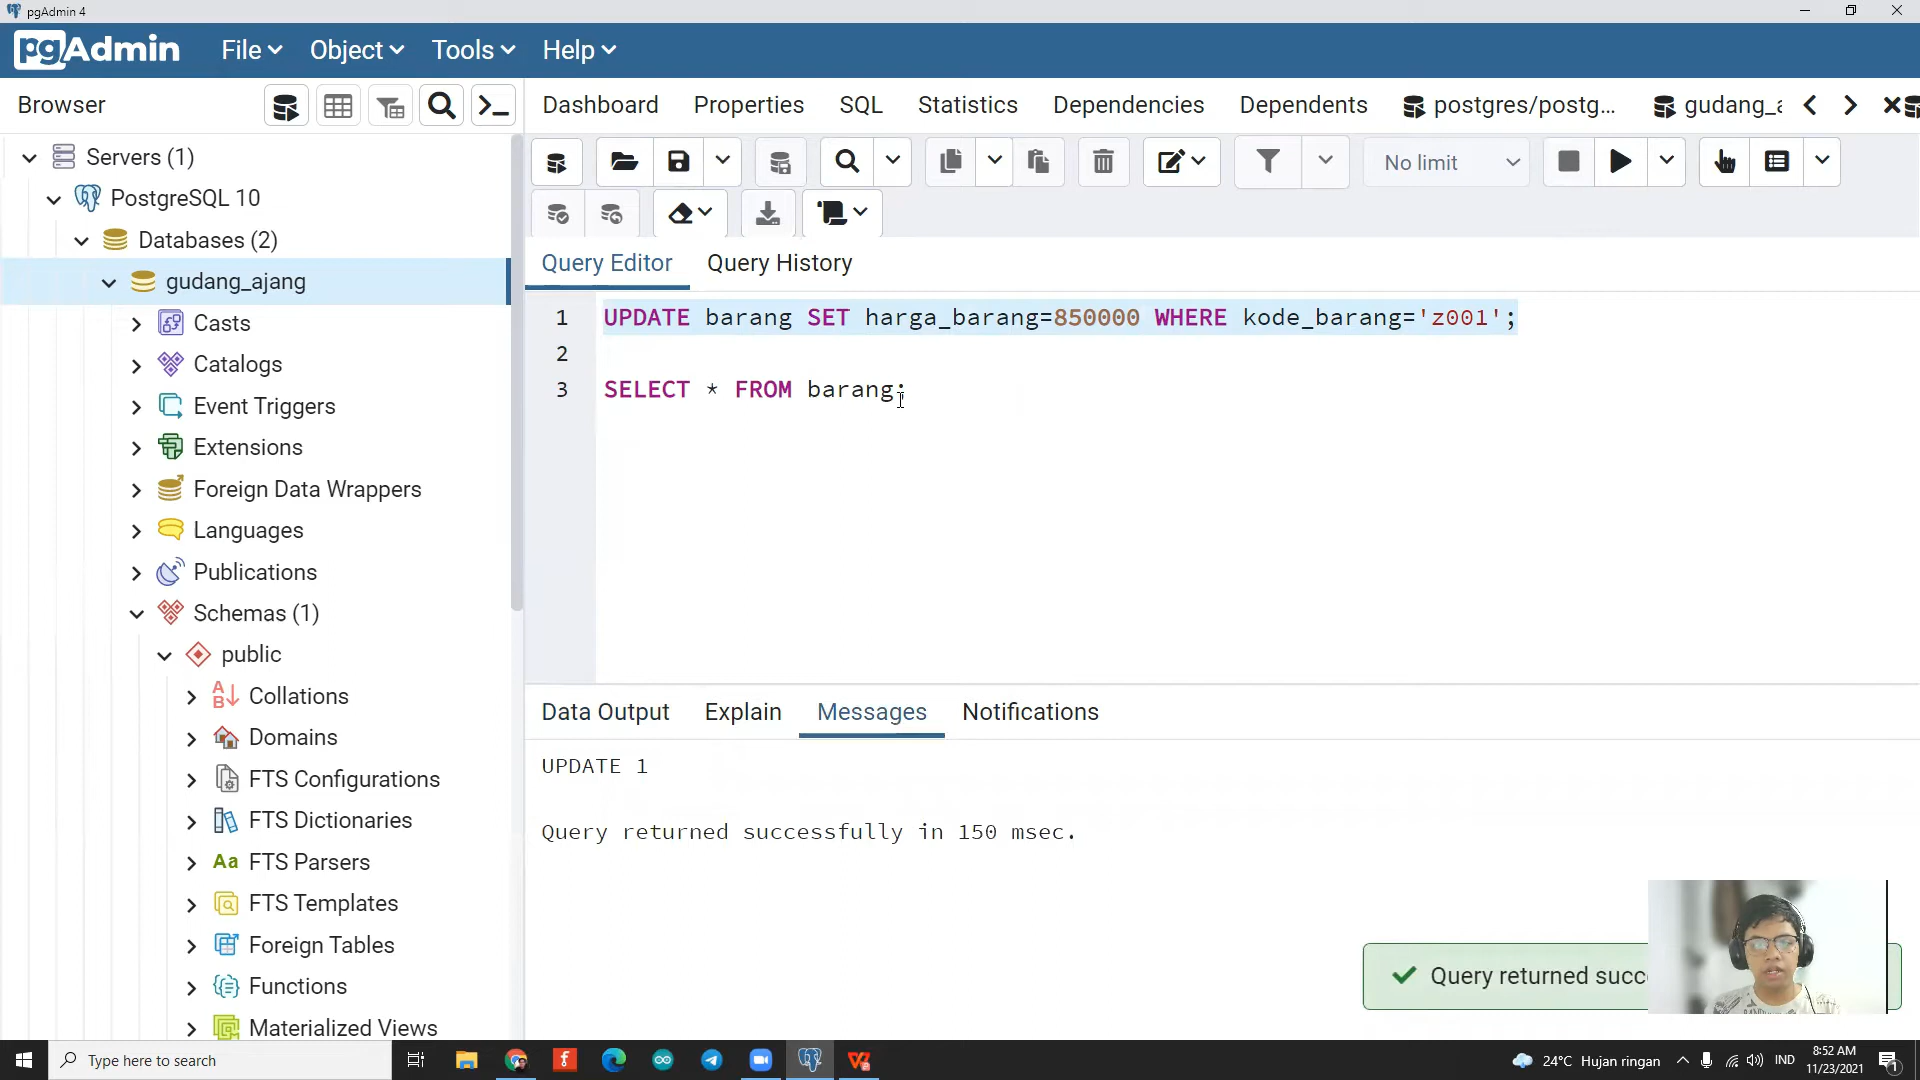 pgAdmin 4
pgAdmin File Object Tools Help
Browser
Dashboard Properties SQL Statistics Dependencies Dependents postgres/postg... gudang_a
Servers (1)
PostgreSQL 10
Databases (2)
gudang_ajang
Casts
Catalogs
Event Triggers
Extensions
Foreign Data Wrappers
Languages
Publications
Schemas (1)
public
Collations
Domains
FTS Configurations
FTS Dictionaries
FTS Parsers
FTS Templates
Foreign Tables
Functions
Materialized Views
No limit
Query Editor Query History
1 UPDATE barang SET harga_barang=850000 WHERE kode_barang='z001';
2
3 SELECT * FROM barang;
Data Output Explain Messages Notifications
UPDATE 1
Query returned successfully in 150 msec.
Query returned succ
Type here to search
24°C Hujan ringan
IND
8:52 AM
11/23/2021
1